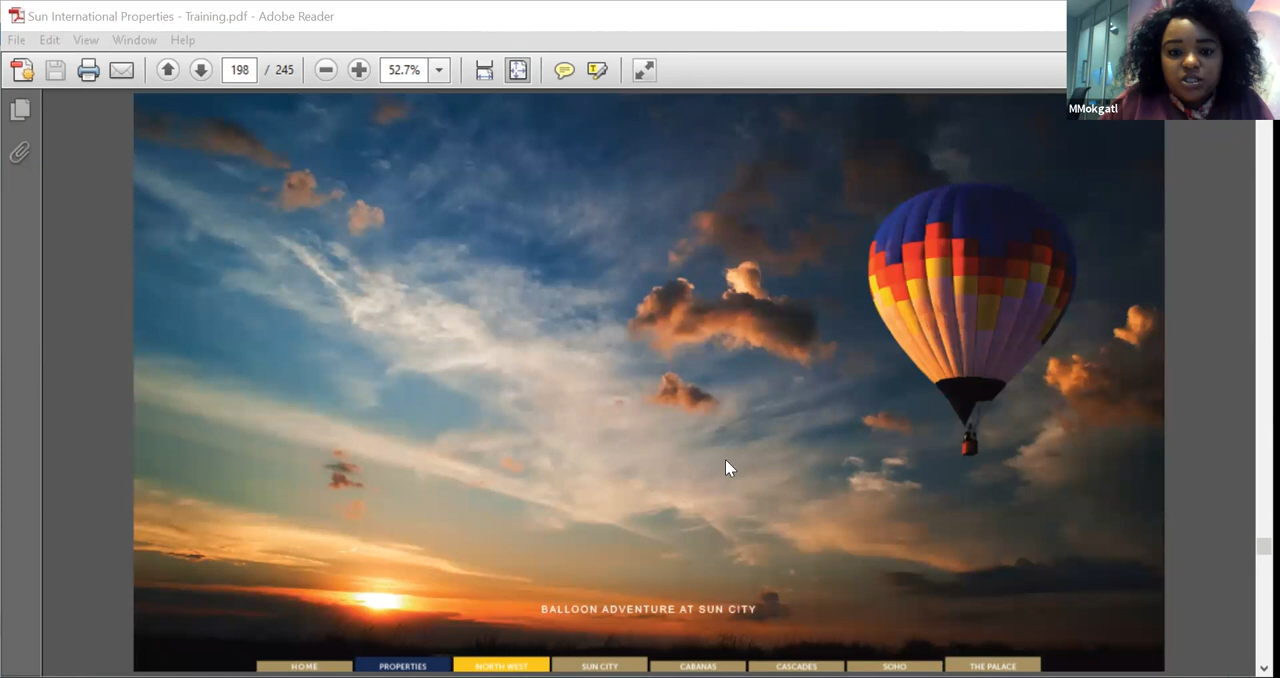 Sun International Properties - Training.pdf - Adobe Reader
File Edit View Window Help
198 / 245 52.7%
MMokgatl
BALLOON ADVENTURE AT SUN CITY
HOME PROPERTIES NORTH WEST SUN CITY CABANAS CASCADES SOHO THE PALACE